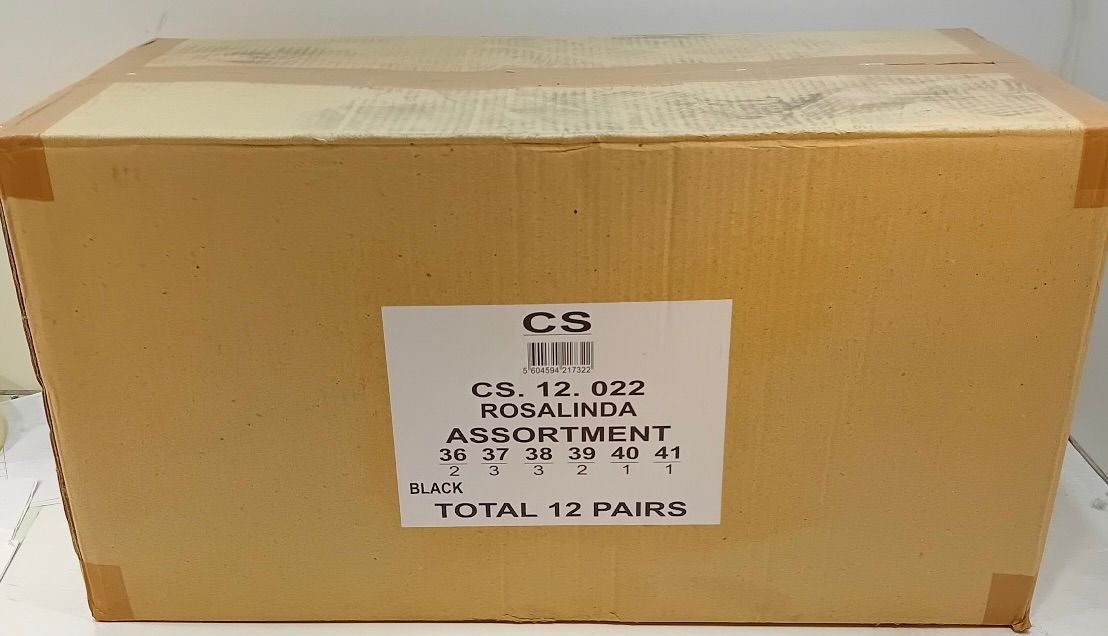 CS
5 604594 217322
CS. 12. 022
ROSALINDA
ASSORTMENT
36 37 38 39 40 41
2 3 3 2 1 1
BLACK
TOTAL 12 PAIRS